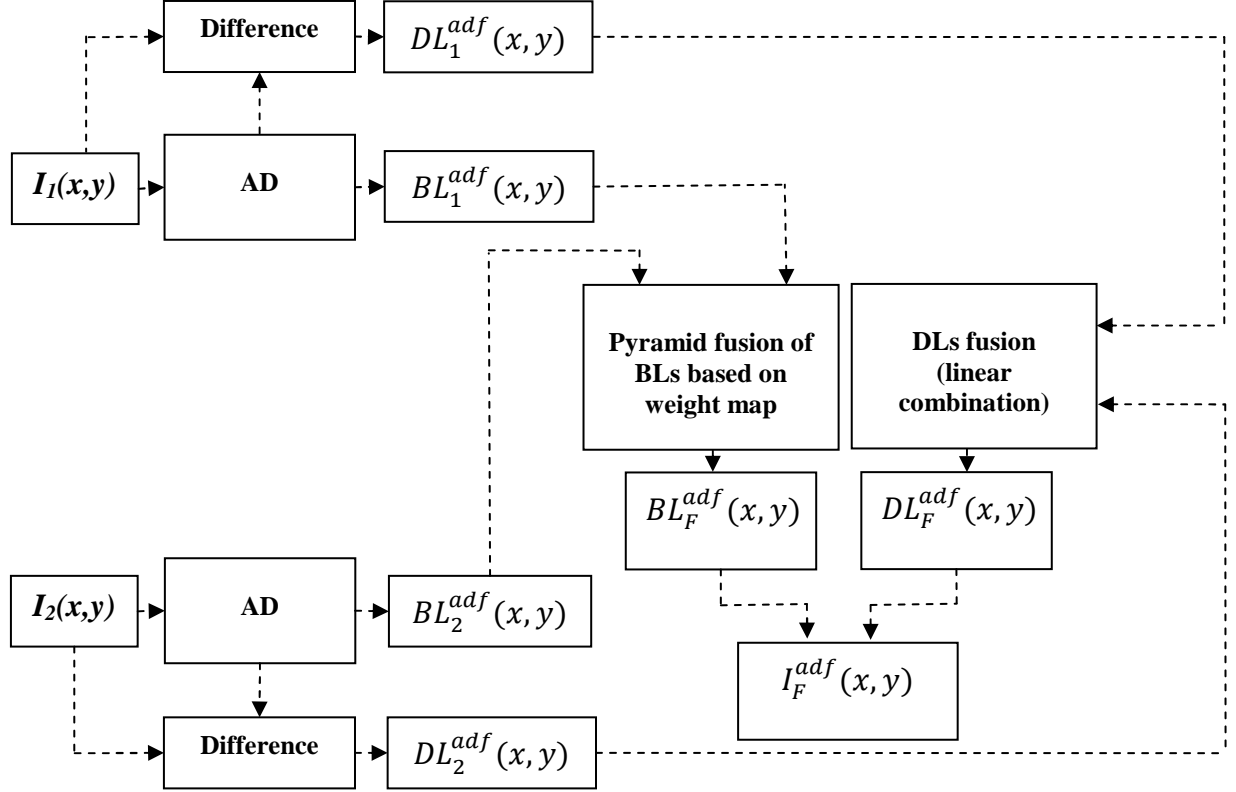 Difference
DL_1^{adf}(x, y)
I_1(x,y)
AD
BL_1^{adf}(x, y)
Pyramid fusion of
BLs based on
weight map
DLs fusion
(linear
combination)
BL_F^{adf}(x, y)
DL_F^{adf}(x, y)
I_2(x,y)
AD
BL_2^{adf}(x, y)
I_F^{adf}(x, y)
Difference
DL_2^{adf}(x, y)